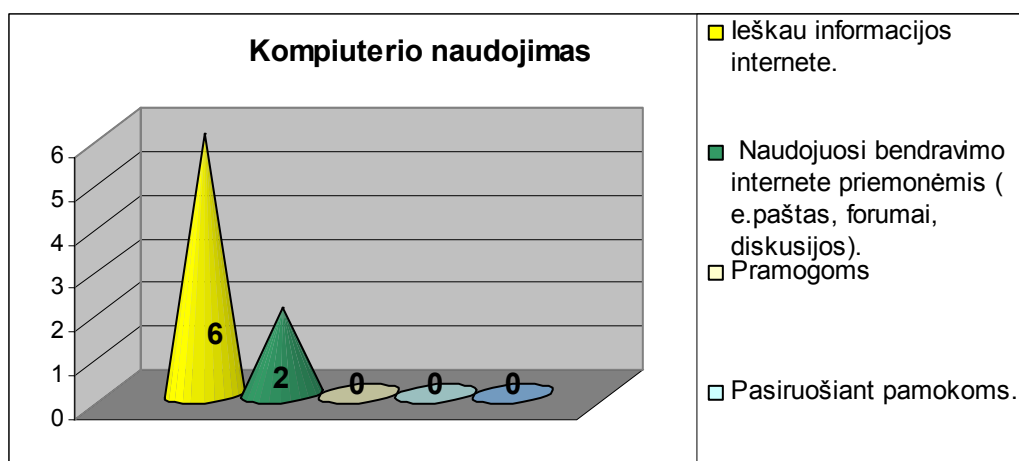 Kompiuterio naudojimas
6
5
4
3
2
1
0
6
2
0
0
0
Ieškau informacijos
internete.
Naudojuosi bendravimo
internete priemonėmis (
e.paštas, forumai,
diskusijos).
Pramogoms
Pasiruošiant pamokoms.